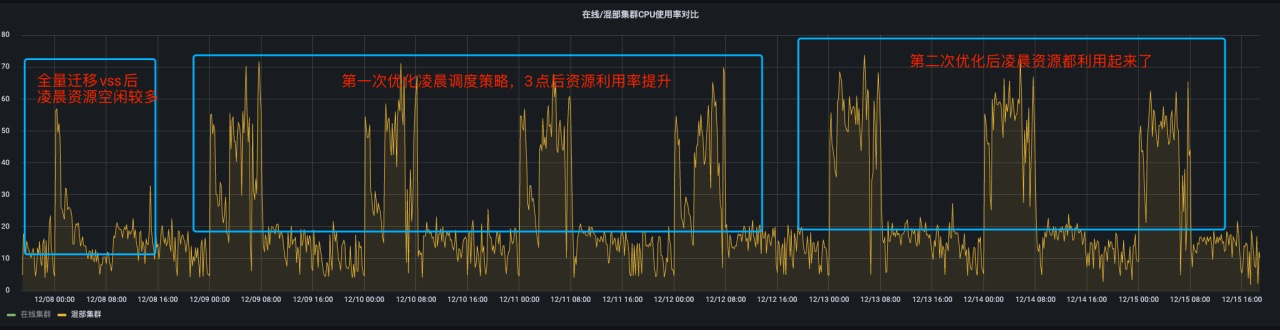 在线/混部集群CPU使用率对比
80
70
60
50
40
30
20
10
0
全量迁移vss后
凌晨资源空闲较多
第一次优化凌晨调度策略，3点后资源利用率提升
第二次优化后凌晨资源都利用起来了
12/08 00:00 12/08 08:00 12/08 16:00 12/09 00:00 12/09 08:00 12/09 16:00 12/10 00:00 12/10 08:00 12/10 16:00 12/11 00:00 12/11 08:00 12/11 16:00 12/12 00:00 12/12 08:00 12/12 16:00 12/13 00:00 12/13 08:00 12/13 16:00 12/14 00:00 12/14 08:00 12/14 16:00 12/15 00:00 12/15 08:00 12/15 16:00
在线集群 混部集群